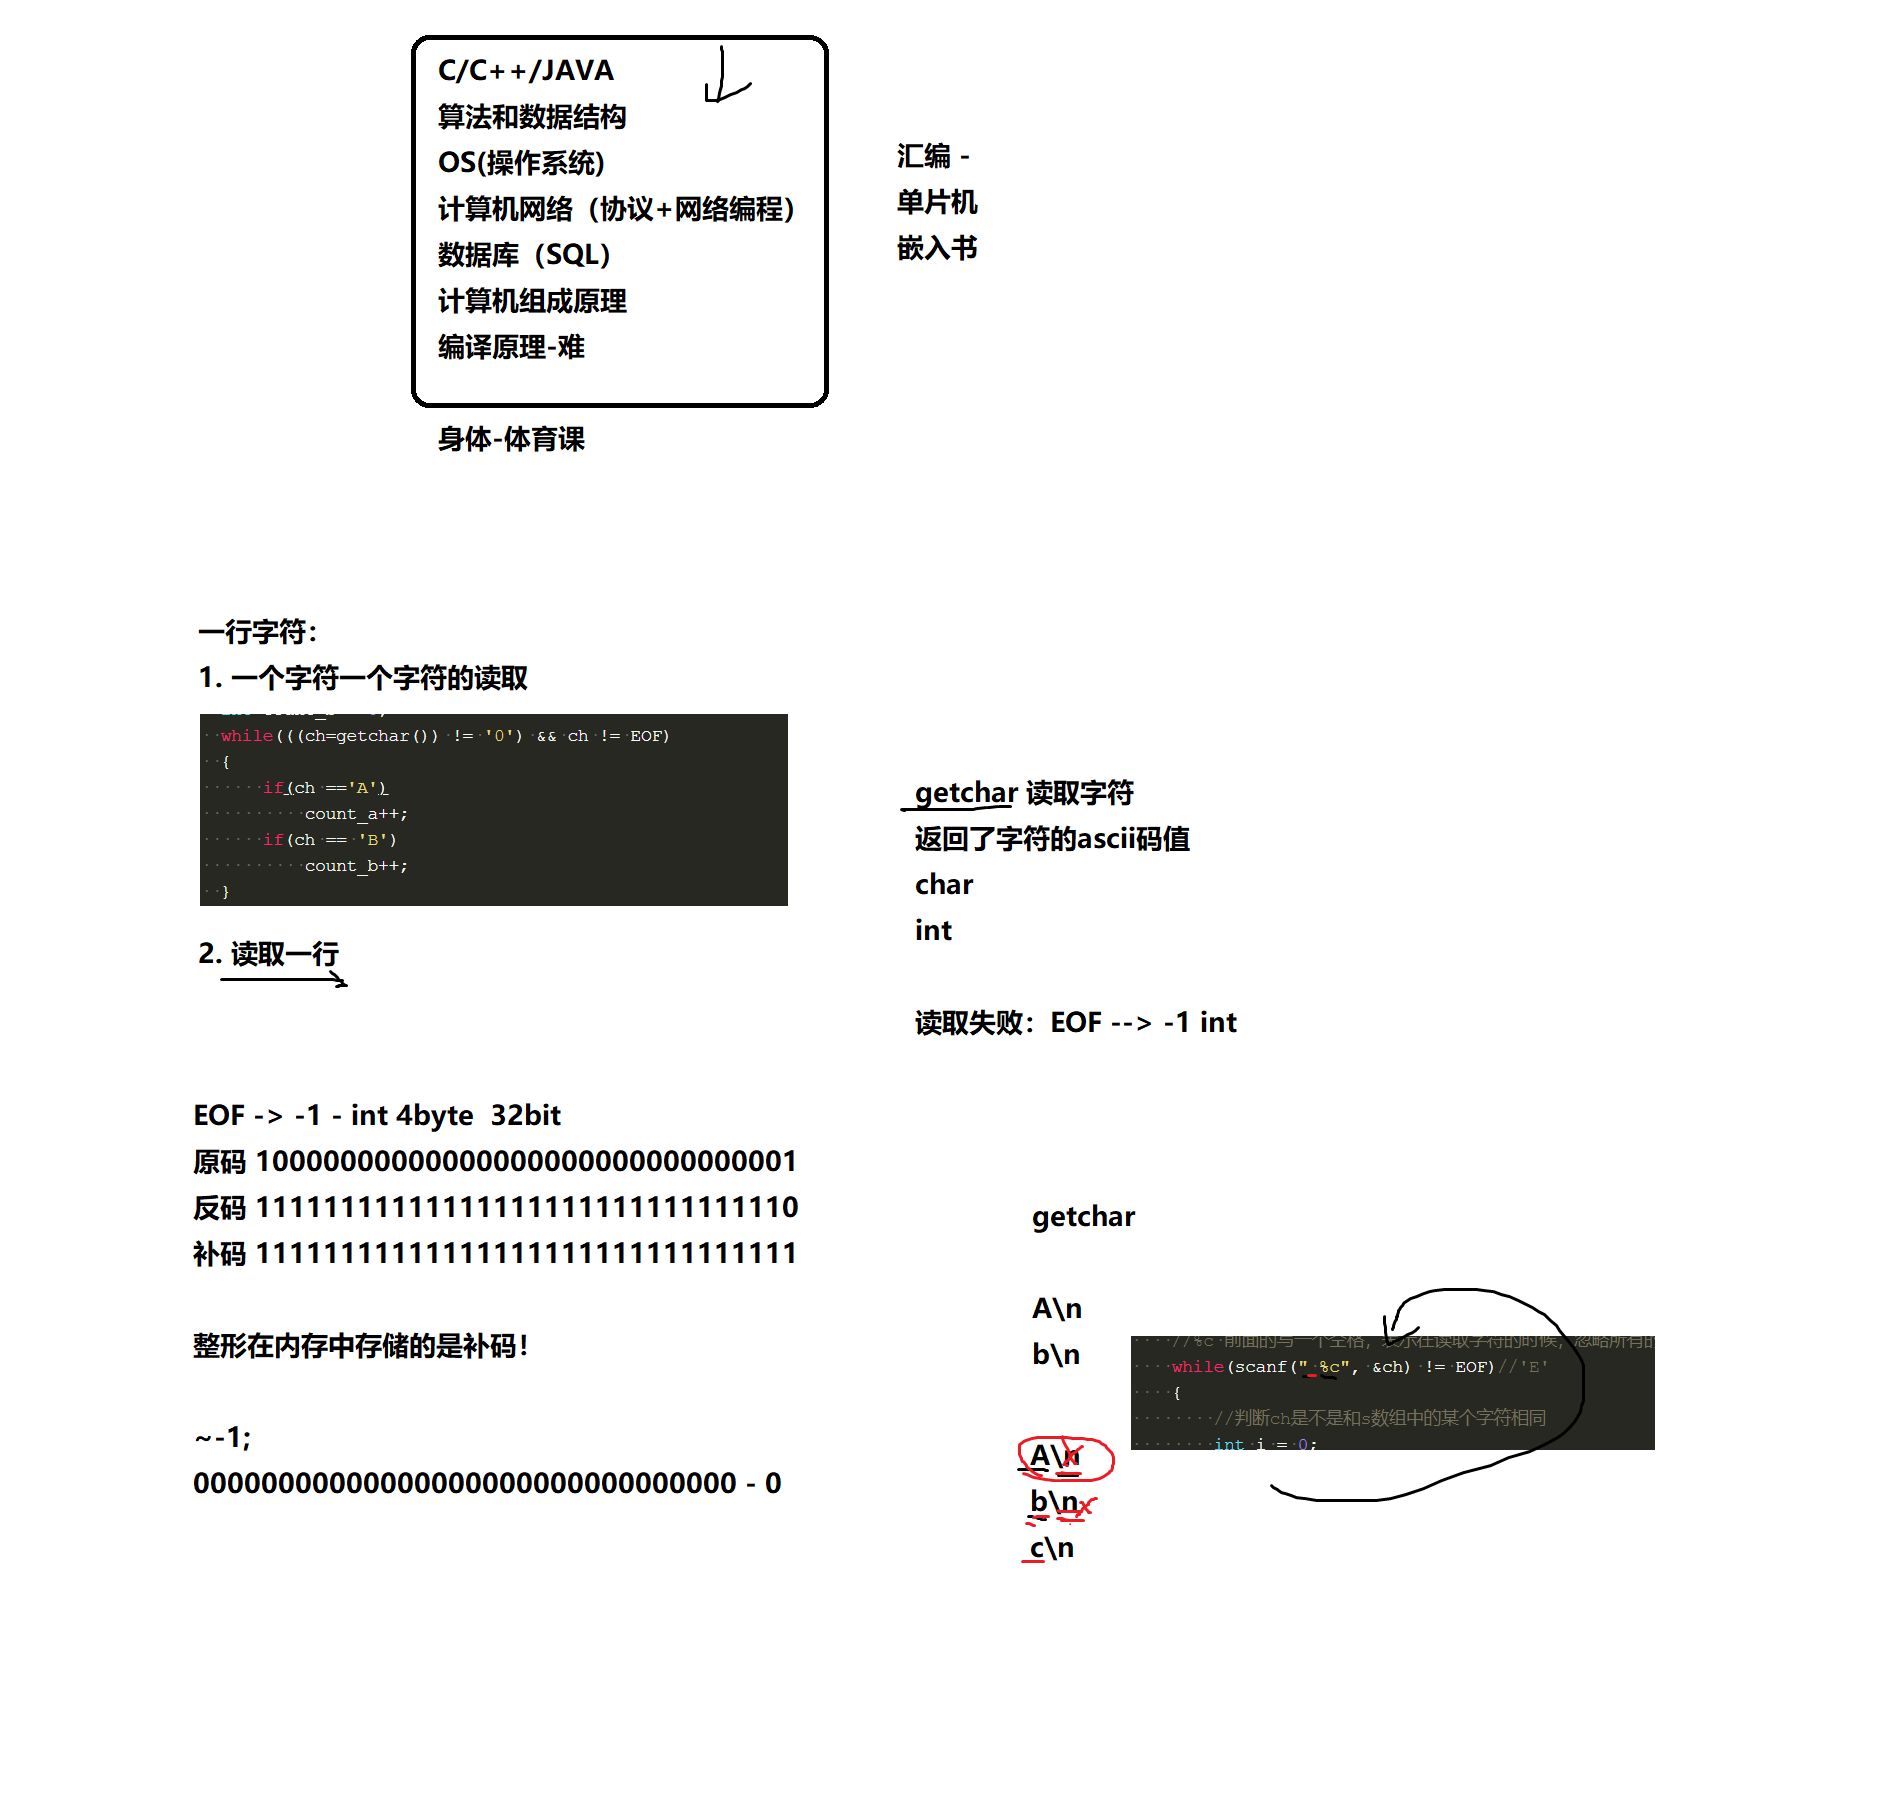 C/C++/JAVA
算法和数据结构
OS(操作系统)
计算机网络（协议+网络编程）
数据库（SQL）
计算机组成原理
编译原理-难
身体-体育课
汇编 -
单片机
嵌入书
一行字符：
1. 一个字符一个字符的读取
while(((ch=getchar()) != '0') && ch != EOF)
{
if(ch =='A')
count_a++;
if(ch == 'B')
count_b++;
}
2. 读取一行
getchar 读取字符
返回了字符的ascii码值
char
int
读取失败：EOF --> -1 int
EOF -> -1 - int 4byte  32bit
原码 10000000000000000000000000000001
反码 11111111111111111111111111111110
补码 11111111111111111111111111111111
整形在内存中存储的是补码！
~-1;
00000000000000000000000000000000 - 0
getchar
A\n
b\n
//%c 前面的与一个空格，表示在读取字符的时候，忽略所有的
while(scanf(" %c", &ch) != EOF)//'E'
{
//判断ch是不是和s数组中的某个字符相同
int i = 0;
A\n
b\n
c\n